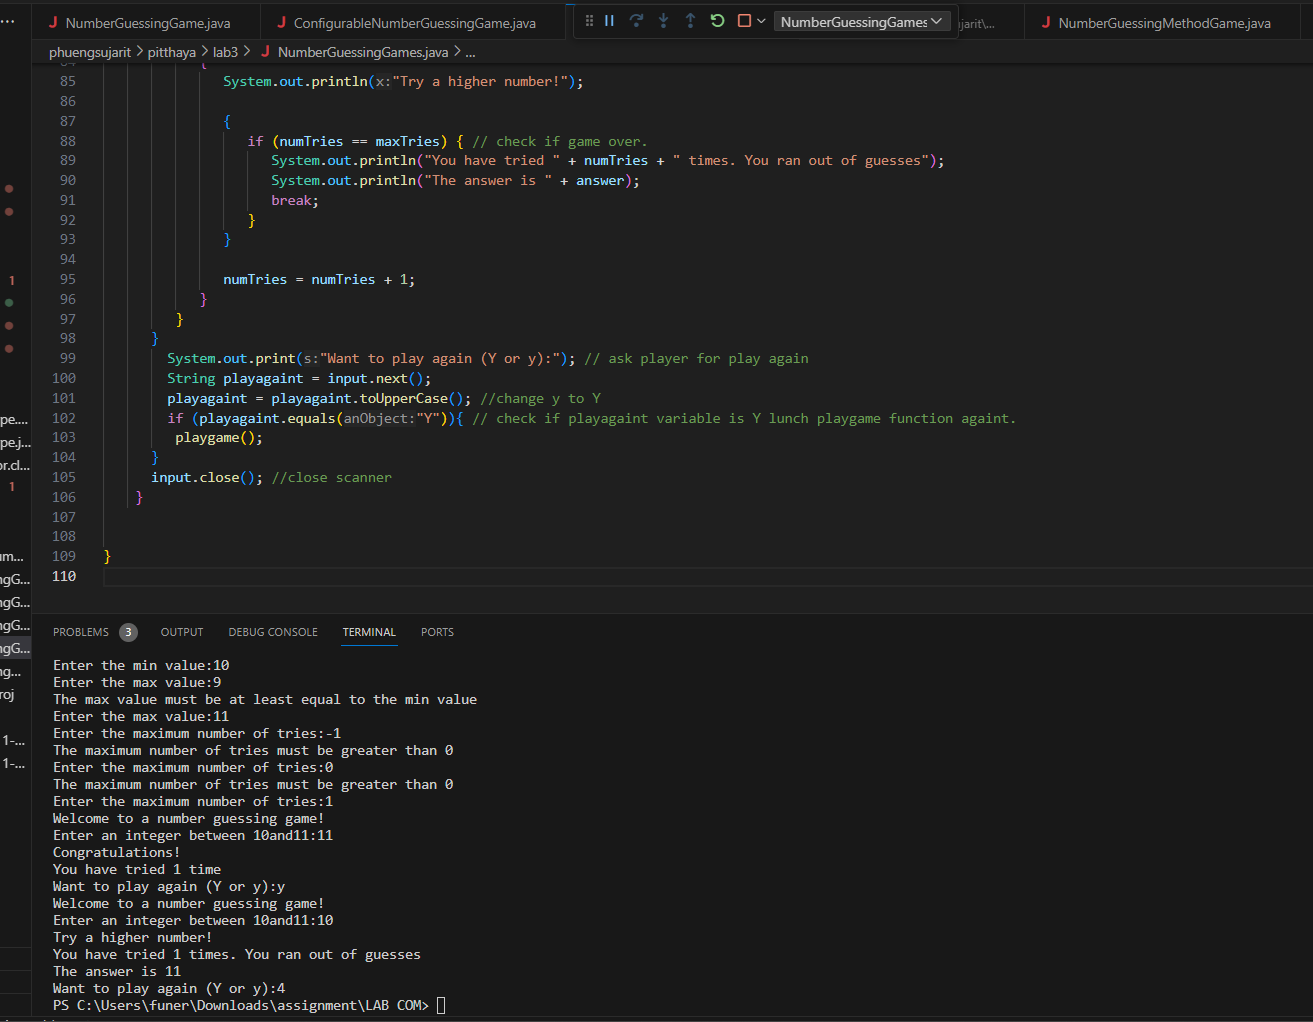 J NumberGuessingGame.java
J ConfigurableNumberGuessingGame.java
NumberGuessingGames
jarit\...
J NumberGuessingMethodGame.java
phuengsujarit > pitthaya > lab3 > J NumberGuessingGames.java > ...
84 {
85 System.out.println(x:"Try a higher number!");
86
87 {
88 if (numTries == maxTries) { // check if game over.
89 System.out.println("You have tried " + numTries + " times. You ran out of guesses");
90 System.out.println("The answer is " + answer);
91 break;
92 }
93 }
94
95 numTries = numTries + 1;
96 }
97 }
98 }
99 System.out.print(s:"Want to play again (Y or y):"); // ask player for play again
100 String playagaint = input.next();
101 playagaint = playagaint.toUpperCase(); //change y to Y
102 if (playagaint.equals(anObject:"Y")){ // check if playagaint variable is Y lunch playgame function againt.
103 playgame();
104 }
105 input.close(); //close scanner
106 }
107
108
109 }
110
1
1
pe....
pe.j...
or.cl...
um...
ngG...
ngG...
ngG...
ngG...
ng...
roj
1-...
1-...
PROBLEMS 3 OUTPUT DEBUG CONSOLE TERMINAL PORTS
Enter the min value:10
Enter the max value:9
The max value must be at least equal to the min value
Enter the max value:11
Enter the maximum number of tries:-1
The maximum number of tries must be greater than 0
Enter the maximum number of tries:0
The maximum number of tries must be greater than 0
Enter the maximum number of tries:1
Welcome to a number guessing game!
Enter an integer between 10and11:11
Congratulations!
You have tried 1 time
Want to play again (Y or y):y
Welcome to a number guessing game!
Enter an integer between 10and11:10
Try a higher number!
You have tried 1 times. You ran out of guesses
The answer is 11
Want to play again (Y or y):4
PS C:\Users\funer\Downloads\assignment\LAB COM>